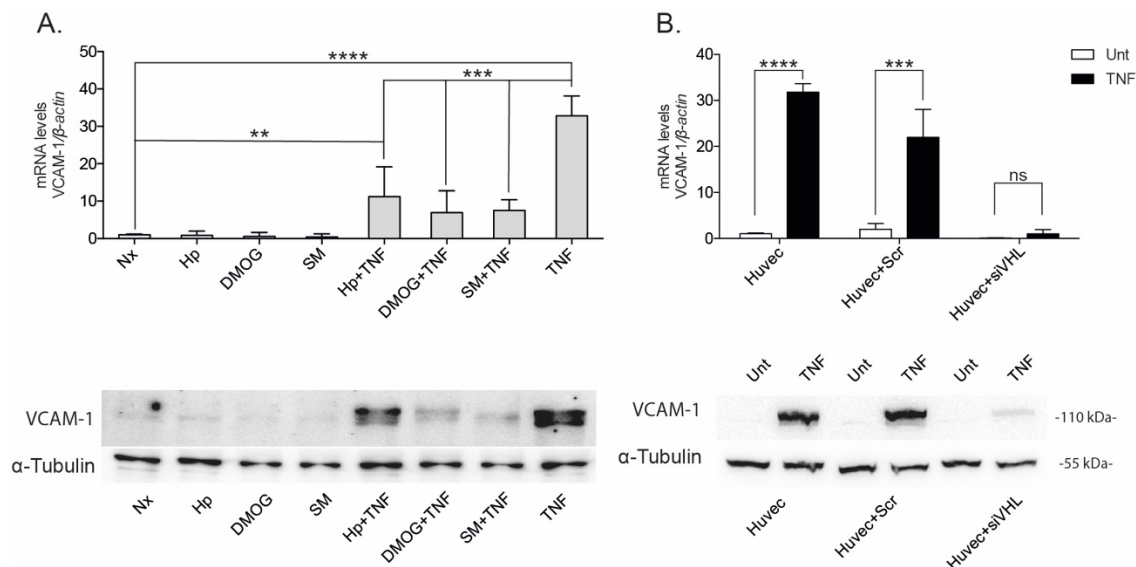 A.
mRNA levels
VCAM-1/β-actin
50
40
30
20
10
0
****
***
**
Nx
Hp
DMOG
SM
Hp+TNF
DMOG+TNF
SM+TNF
TNF
VCAM-1
α-Tubulin
Nx
Hp
DMOG
SM
Hp+TNF
DMOG+TNF
SM+TNF
TNF
B.
mRNA levels
VCAM-1/β-actin
40
30
20
10
0
****
***
ns
Unt
TNF
Huvec
Huvec+Scr
Huvec+siVHL
Unt
TNF
Unt
TNF
Unt
TNF
VCAM-1
-110 kDa-
α-Tubulin
-55 kDa-
Huvec
Huvec+Scr
Huvec+siVHL